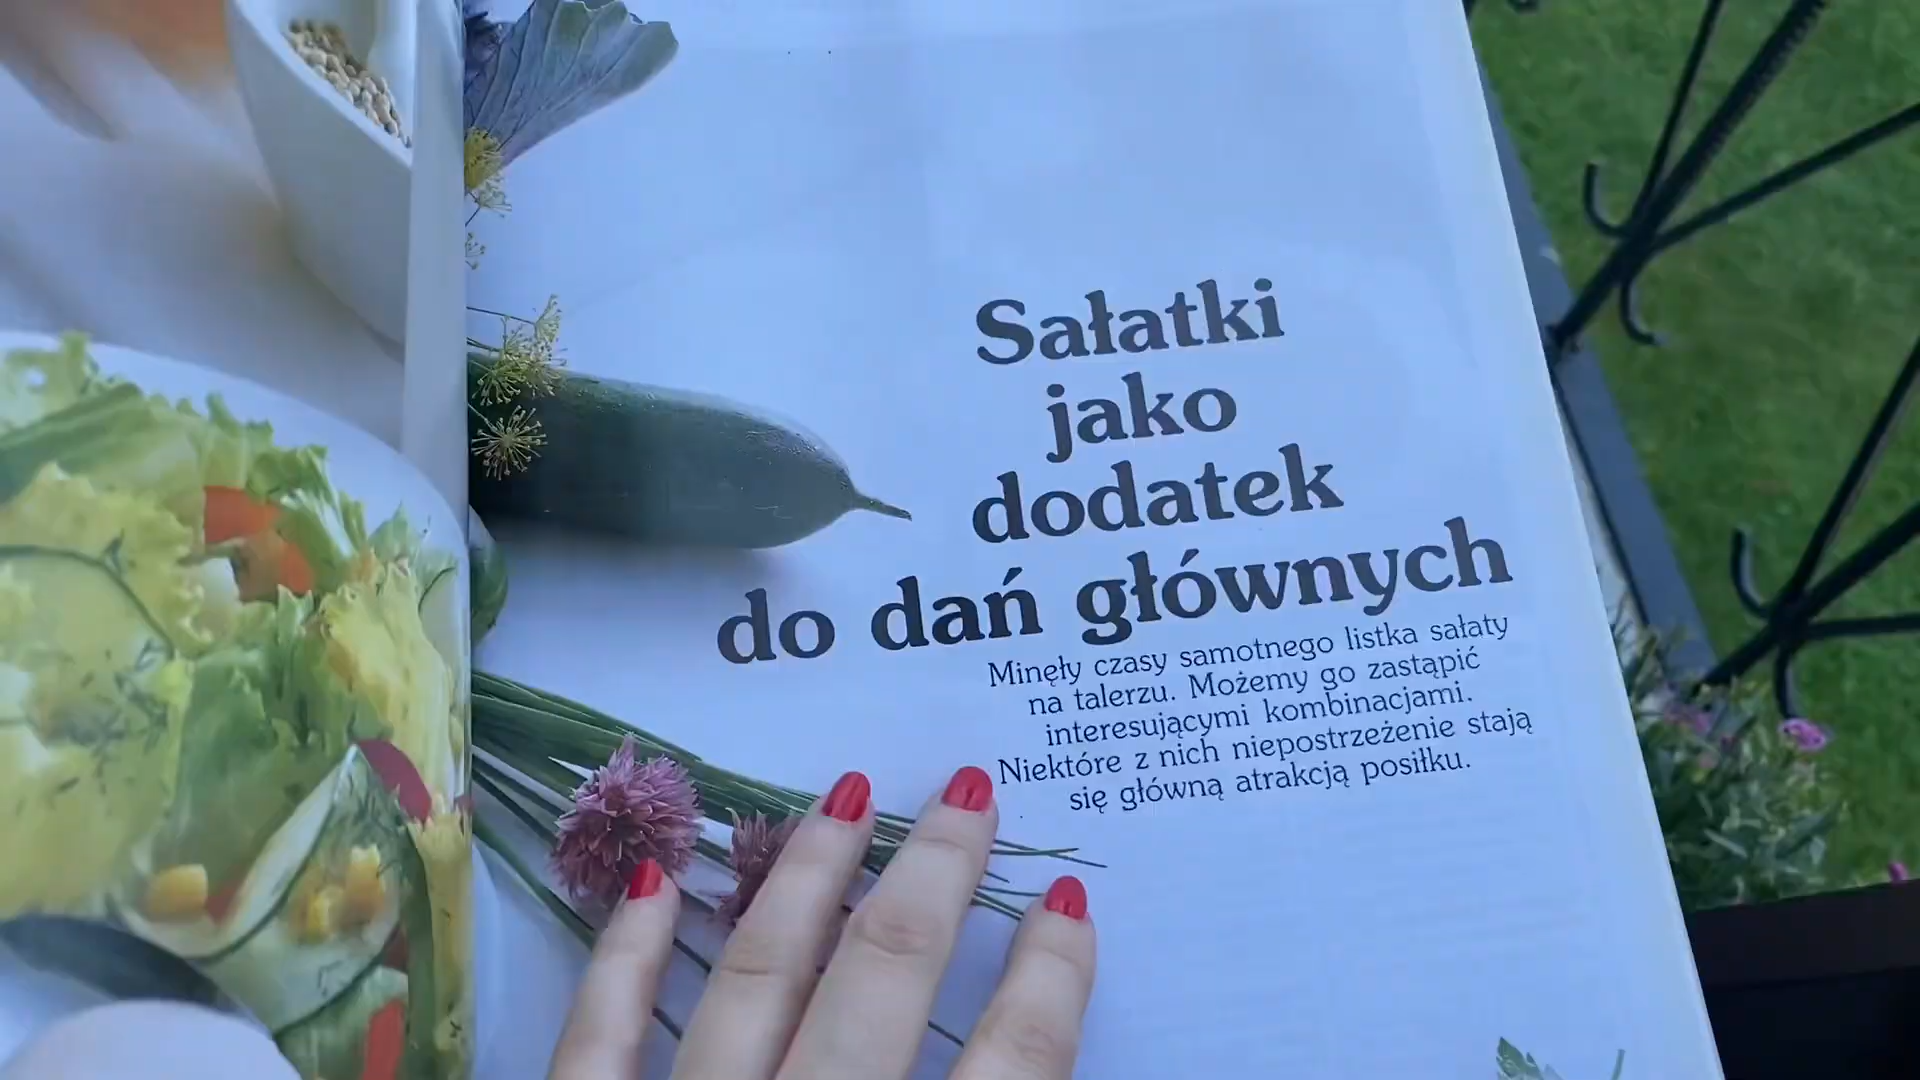 Sałatki
jako
dodatek
do dań głównych
Minęły czasy samotnego listka sałaty
na talerzu. Możemy go zastąpić
interesującymi kombinacjami.
Niektóre z nich niepostrzeżenie stają
się główną atrakcją posiłku.